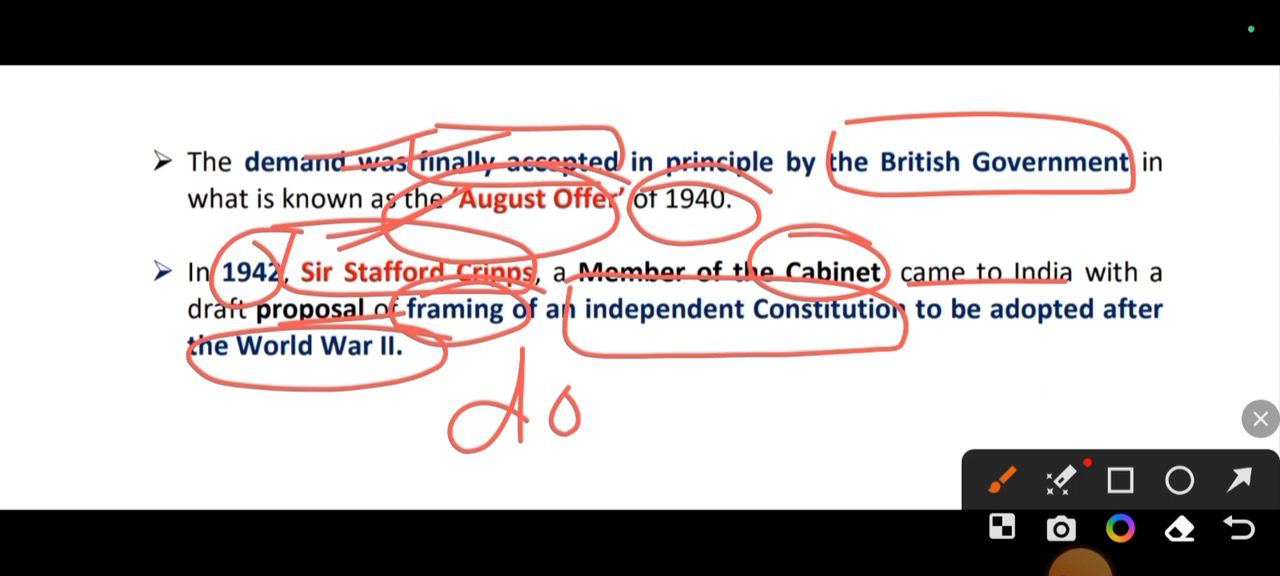 ➤ The demand was finally accepted in principle by the British Government in
what is known as the 'August Offer' of 1940.
➤ In 1942, Sir Stafford Cripps, a Member of the Cabinet came to India with a
draft proposal of framing of an independent Constitution to be adopted after
the World War II.
do